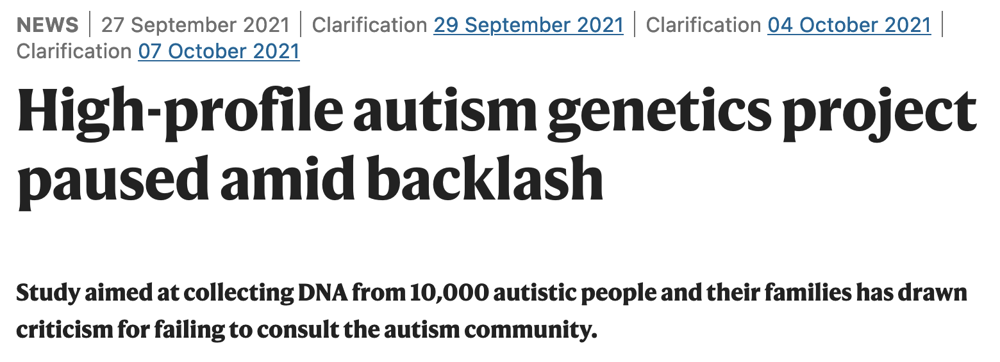 NEWS | 27 September 2021 | Clarification 29 September 2021 | Clarification 04 October 2021 |
Clarification 07 October 2021
High-profile autism genetics project
paused amid backlash
Study aimed at collecting DNA from 10,000 autistic people and their families has drawn
criticism for failing to consult the autism community.